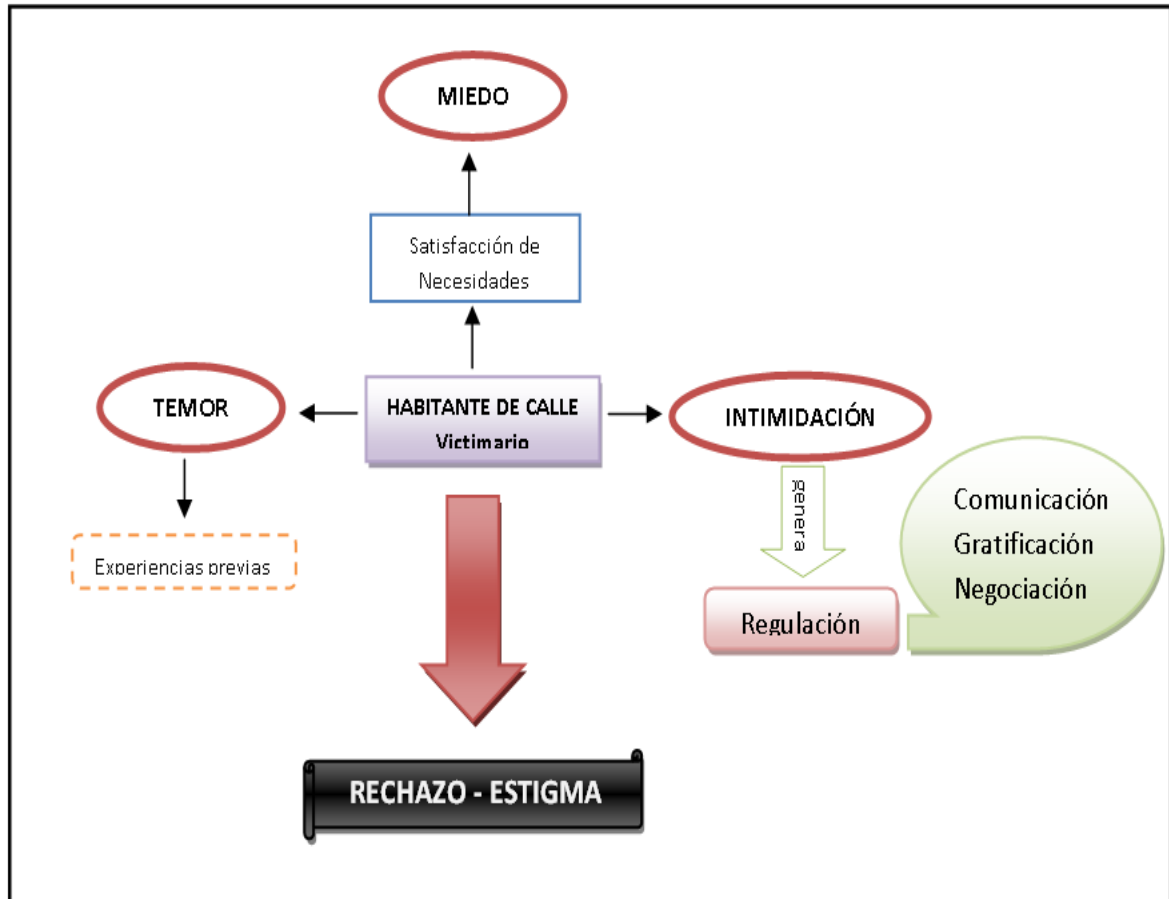 MIEDO
Satisfacción de
Necesidades
TEMOR
HABITANTE DE CALLE
Victimario
INTIMIDACIÓN
genera
Experiencias previas
Comunicación
Gratificación
Negociación
Regulación
RECHAZO - ESTIGMA